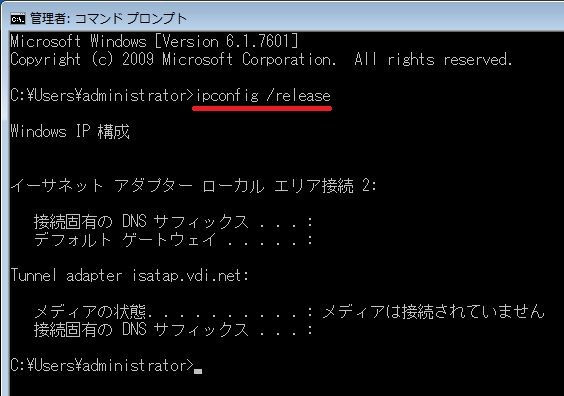 管理者: コマンド プロンプト
Microsoft Windows [Version 6.1.7601]
Copyright (c) 2009 Microsoft Corporation.  All rights reserved.
C:¥Users¥administrator>ipconfig /release
Windows IP 構成
イーサネット アダプター ローカル エリア接続 2:
接続固有の DNS サフィックス . . . :
デフォルト ゲートウェイ . . . . . :
Tunnel adapter isatap.vdi.net:
メディアの状態. . . . . . . . . . : メディアは接続されていません
接続固有の DNS サフィックス . . . :
C:¥Users¥administrator>_